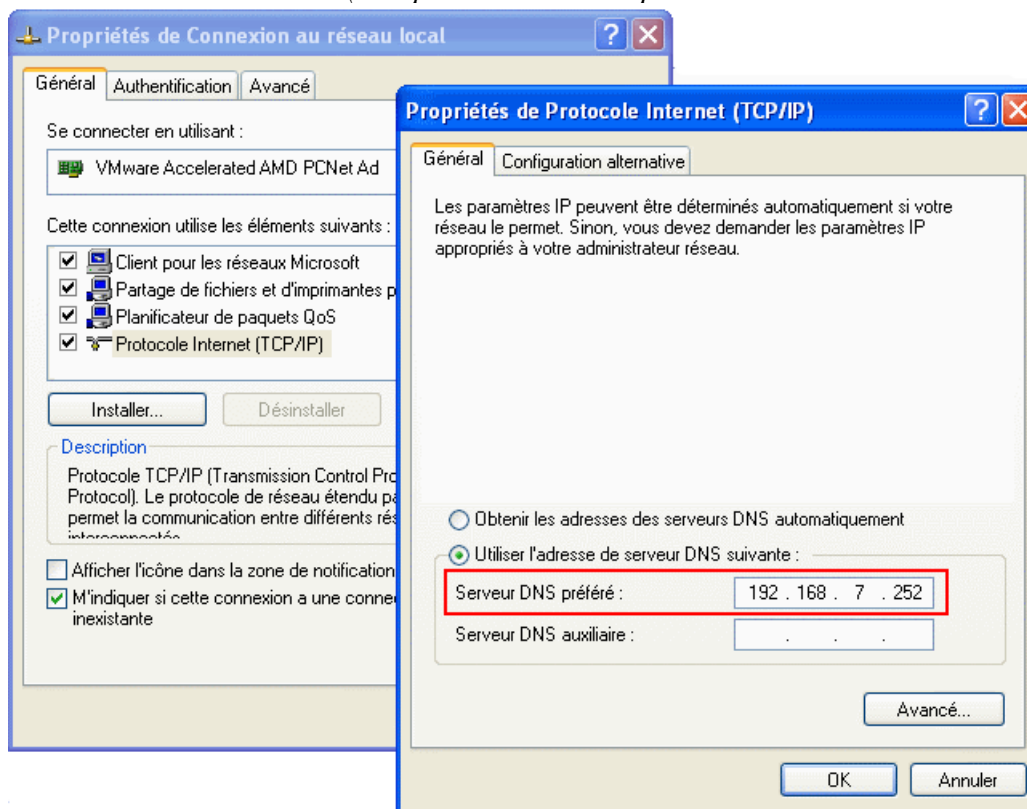 Propriétés de Connexion au réseau local
Général Authentification Avancé
Se connecter en utilisant :
VMware Accelerated AMD PCNet Ad
Cette connexion utilise les éléments suivants :
Client pour les réseaux Microsoft
Partage de fichiers et d'imprimantes p
Planificateur de paquets QoS
Protocole Internet (TCP/IP)
Installer... Désinstaller
Description
Protocole TCP/IP (Transmission Control Pro
Protocol). Le protocole de réseau étendu pa
permet la communication entre différents rés
Afficher l'icône dans la zone de notification
M'indiquer si cette connexion a une conne
inexistante
Propriétés de Protocole Internet (TCP/IP)
Général Configuration alternative
Les paramètres IP peuvent être déterminés automatiquement si votre
réseau le permet. Sinon, vous devez demander les paramètres IP
appropriés à votre administrateur réseau.
Obtenir les adresses des serveurs DNS automatiquement
Utiliser l'adresse de serveur DNS suivante :
Serveur DNS préféré : 192 . 168 . 7 . 252
Serveur DNS auxiliaire : . . .
Avancé...
OK Annuler